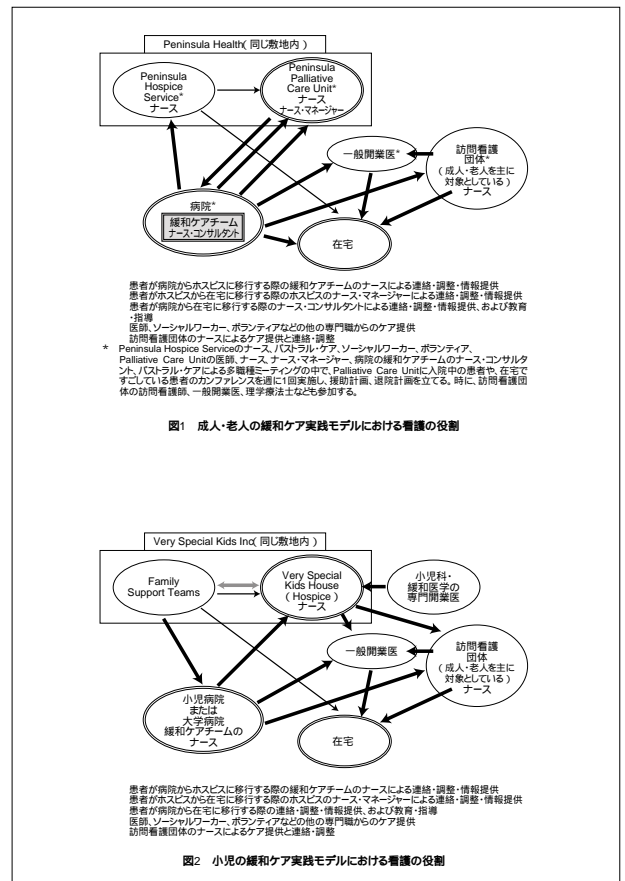 Peninsula Health(同じ敷地内)
Peninsula
Hospice
Service*
ナース
Peninsula
Palliative
Care Unit*
ナース
ナース・マネージャー
一般開業医*
訪問看護
団体*
(成人・老人を主に
対象としている)
ナース
病院*
緩和ケアチーム
ナース・コンサルタント
在宅
患者が病院からホスピスに移行する際の緩和ケアチームのナースによる連絡・調整・情報提供
患者がホスピスから在宅に移行する際のホスピスのナース・マネージャーによる連絡・調整・情報提供
患者が病院から在宅に移行する際のナース・コンサルタントによる連絡・調整・情報提供、および教育
・指導
医師、ソーシャルワーカー、ボランティアなどの他の専門職からのケア提供
訪問看護団体のナースによるケア提供と連絡・調整
* Peninsula Hospice Serviceのナース、パストラル・ケア、ソーシャルワーカー、ボランティア、
Palliative Care Unitの医師、ナース、ナース・マネージャー、病院の緩和ケアチームのナース・コンサルタ
ント、パストラル・ケアによる多職種ミーティングの中で、Palliative Care Unitに入院中の患者や、在宅で
すごしている患者のカンファレンスを週に1回実施し、援助計画、退院計画を立てる。時に、訪問看護団
体の訪問看護師、一般開業医、理学療法士なども参加する。
図1 成人・老人の緩和ケア実践モデルにおける看護の役割
Very Special Kids Inc(同じ敷地内)
Family
Support Teams
Very Special
Kids House
(Hospice)
ナース
小児科・
緩和医学の
専門開業医
一般開業医
訪問看護
団体
(成人・老人を主に
対象としている)
ナース
小児病院
または
大学病院
緩和ケアチームの
ナース
在宅
患者が病院からホスピスに移行する際の緩和ケアチームのナースによる連絡・調整・情報提供
患者がホスピスから在宅に移行する際のホスピスのナース・マネージャーによる連絡・調整・情報提供
患者が病院から在宅に移行する際の連絡・調整・情報提供、および教育・指導
医師、ソーシャルワーカー、ボランティアなどの他の専門職からのケア提供
訪問看護団体のナースによるケア提供と連絡・調整
図2 小児の緩和ケア実践モデルにおける看護の役割